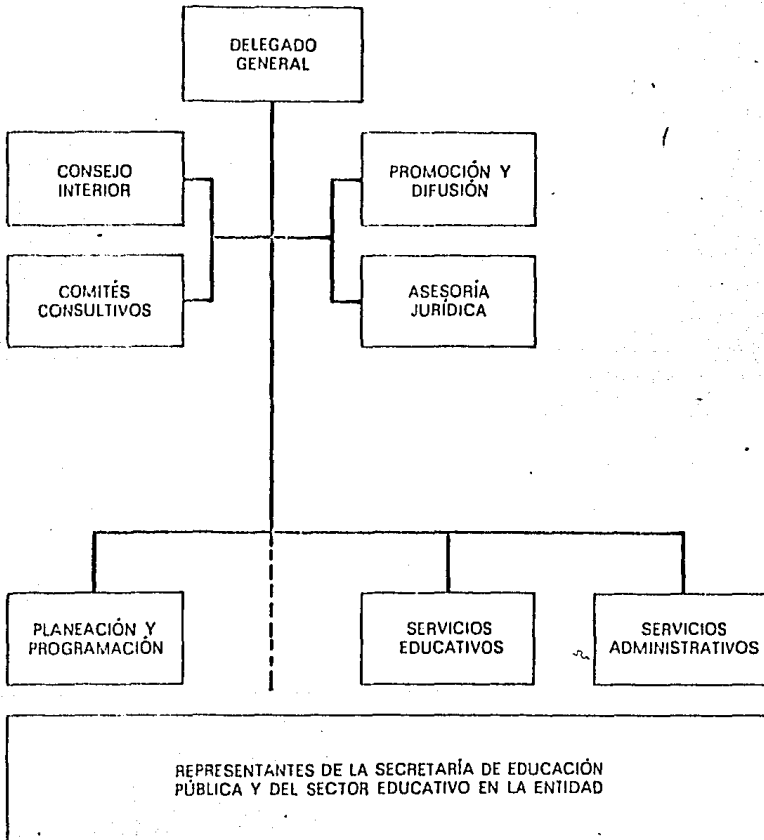 DELEGADO
GENERAL
CONSEJO
INTERIOR
PROMOCIÓN Y
DIFUSIÓN
COMITÉS
CONSULTIVOS
ASESORÍA
JURÍDICA
PLANEACIÓN Y
PROGRAMACIÓN
SERVICIOS
EDUCATIVOS
SERVICIOS
ADMINISTRATIVOS
REPRESENTANTES DE LA SECRETARÍA DE EDUCACIÓN
PÚBLICA Y DEL SECTOR EDUCATIVO EN LA ENTIDAD